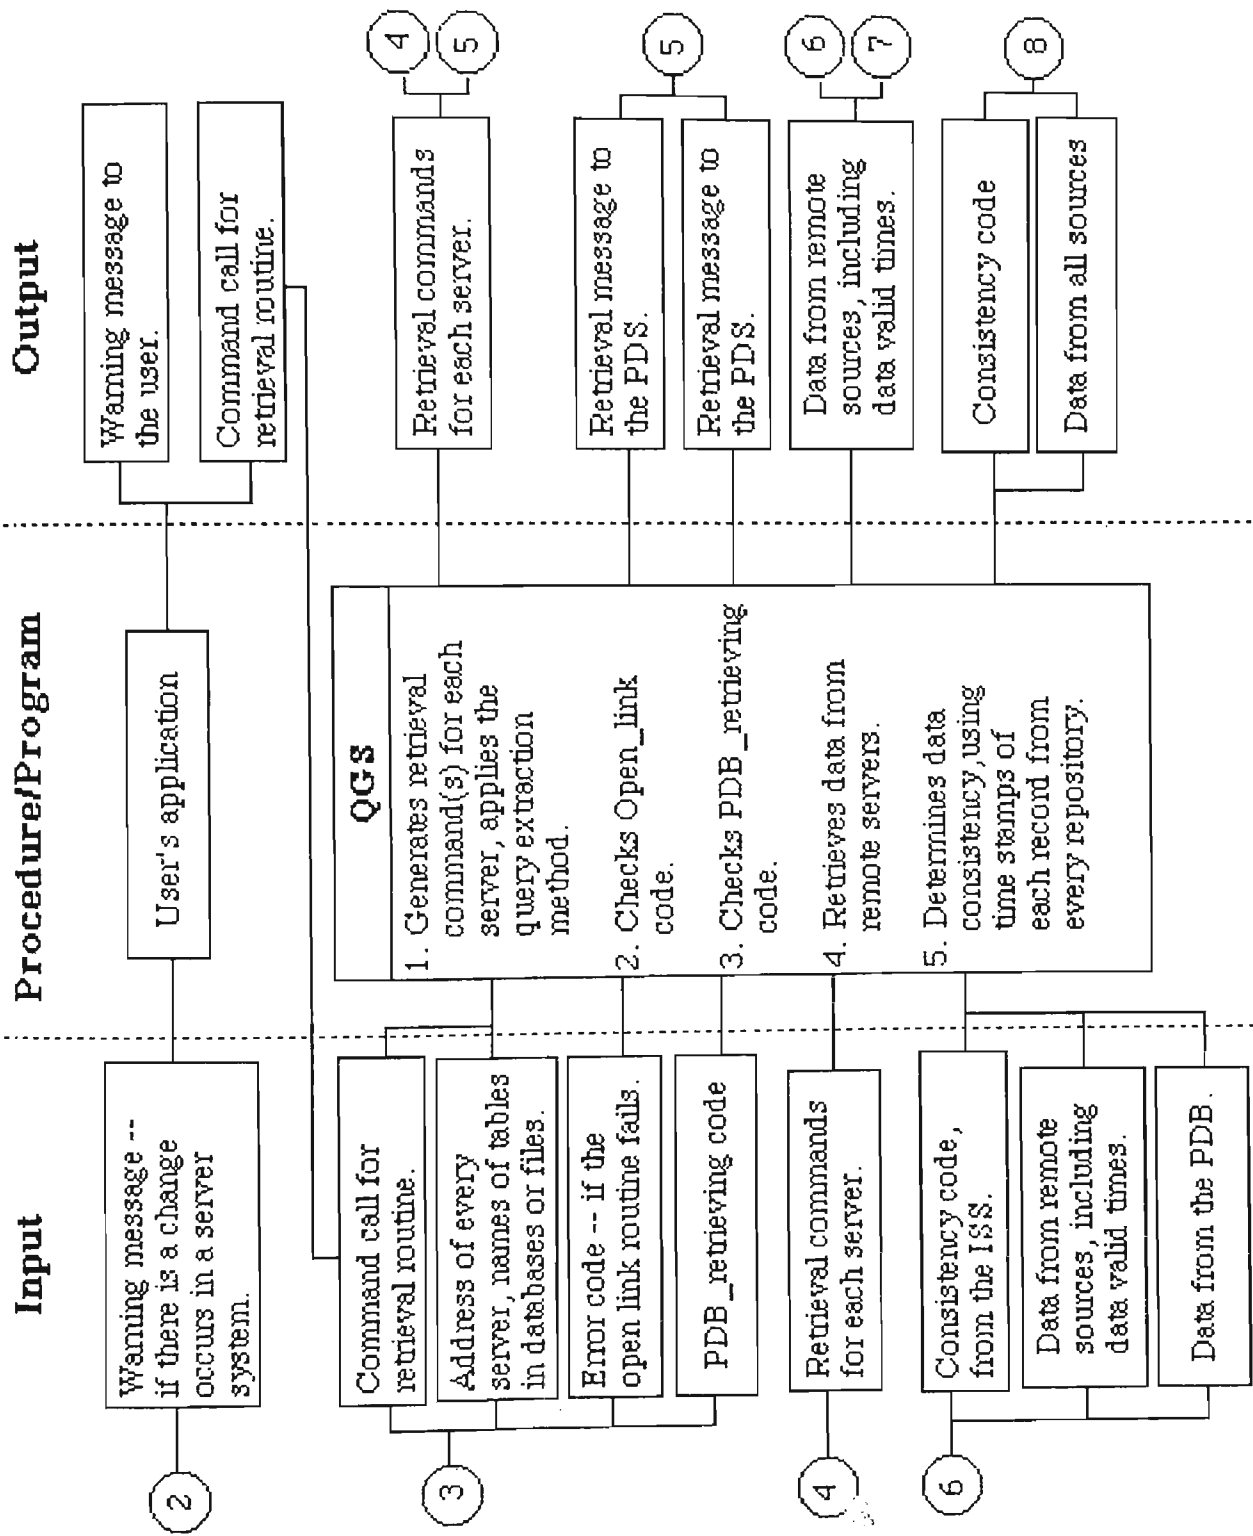 Input
Procedure/Program
Output
2
Warning message --
if there is a change
occurs in a server
system.
User's application
Warning message to
the user.
Command call for
retrieval routine.
3
Command call for
retrieval routine.
Address of every
server, names of tables
in databases or files.
Error code -- if the
open link routine fails.
PDB_retrieving code
4
Retrieval commands
for each server.
6
Consistency code,
from the ISS.
Data from remote
sources, including
data valid times.
Data from the PDB.
QGS
1. Generates retrieval
command(s) for each
server, applies the
query extraction
method.
2. Checks Open_link
code.
3. Checks PDB_retrieving
code.
4. Retrieves data from
remote servers.
5. Determines data
consistency, using
time stamps of
each record from
every repository.
Retrieval commands
for each server.
4
5
Retrieval message to
the PDS.
Retrieval message to
the PDS.
5
Data from remote
sources, including
data valid times.
6
7
Consistency code
Data from all sources
8